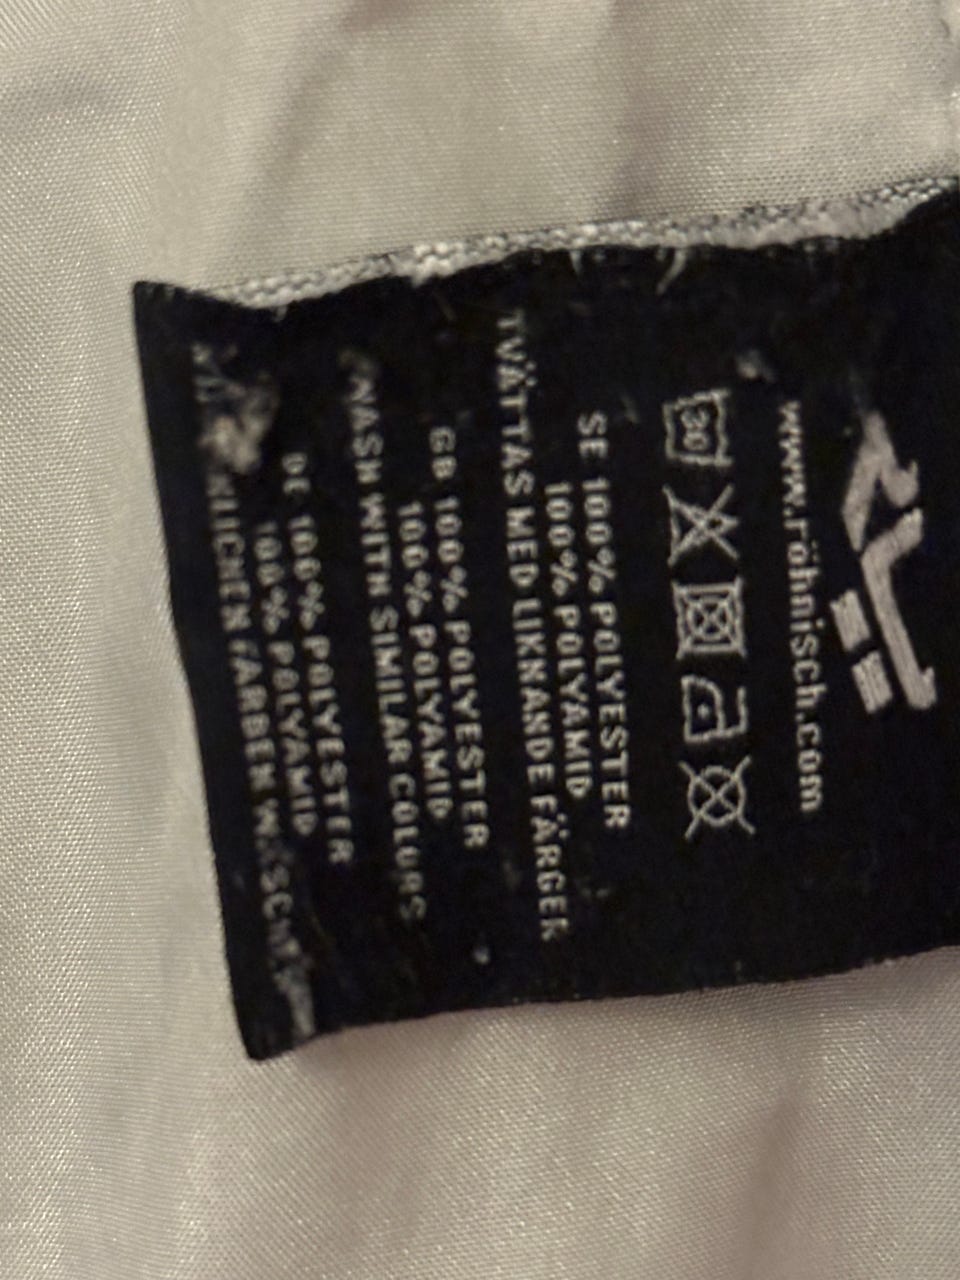 www.röhnisch.com
30
SE 100% POLYESTER
100% POLYAMID
TVÄTTAS MED LIKNANDE FÄRGER
GB 100% POLYESTER
100% POLYAMID
WASH WITH SIMILAR COLOURS
DE 100% POLYESTER
100% POLYAMID
FARBEN